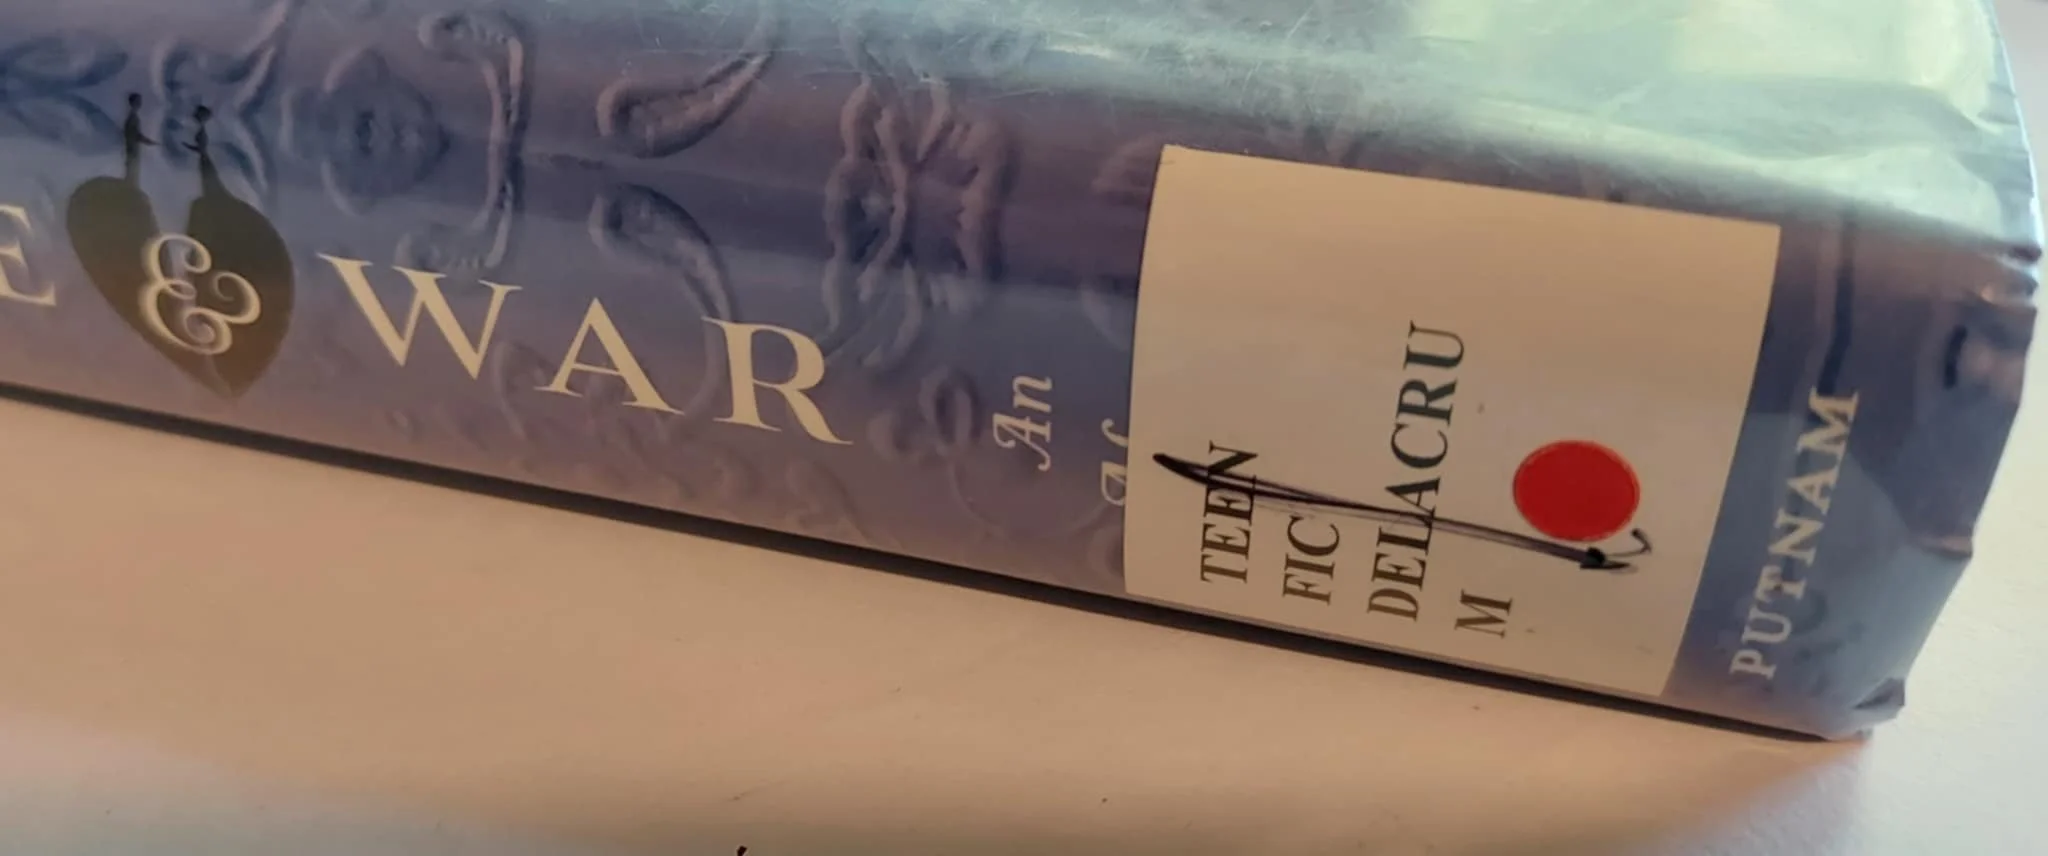 E & WAR
An
TEEN
FIC
DELACRU
M
PUTNAM